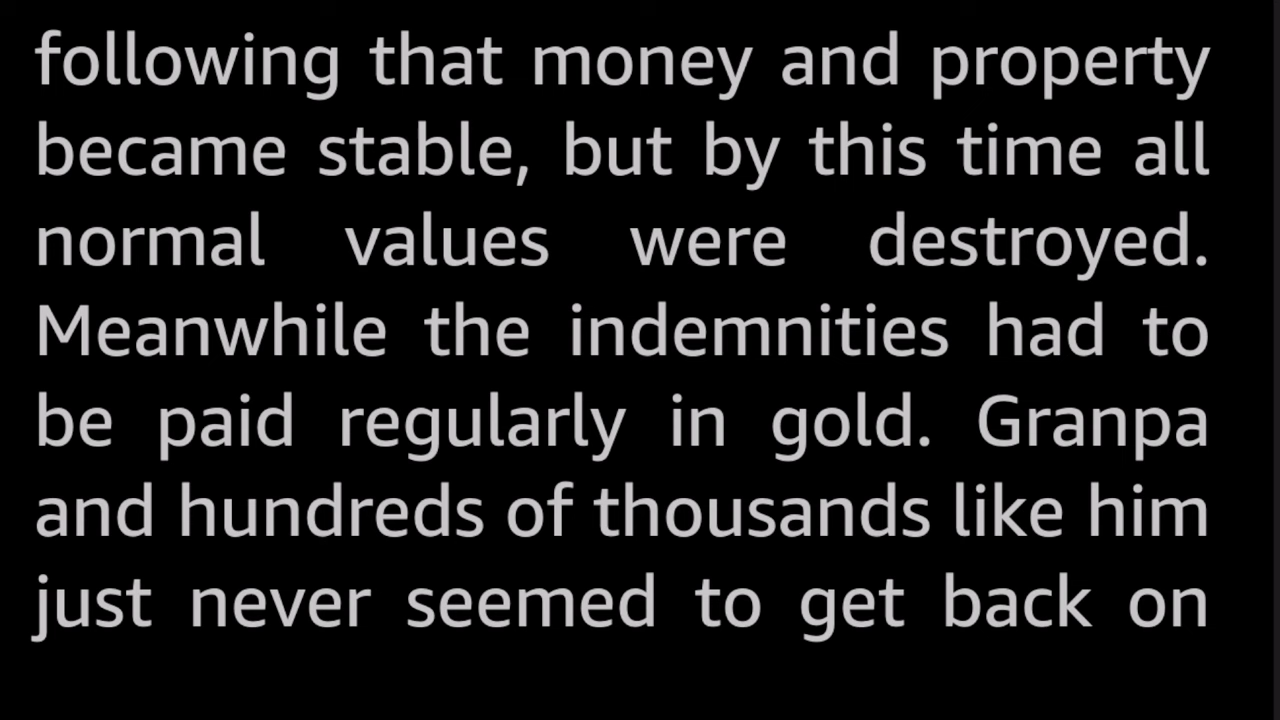 following that money and property
became stable, but by this time all
normal values were destroyed.
Meanwhile the indemnities had to
be paid regularly in gold. Granpa
and hundreds of thousands like him
just never seemed to get back on